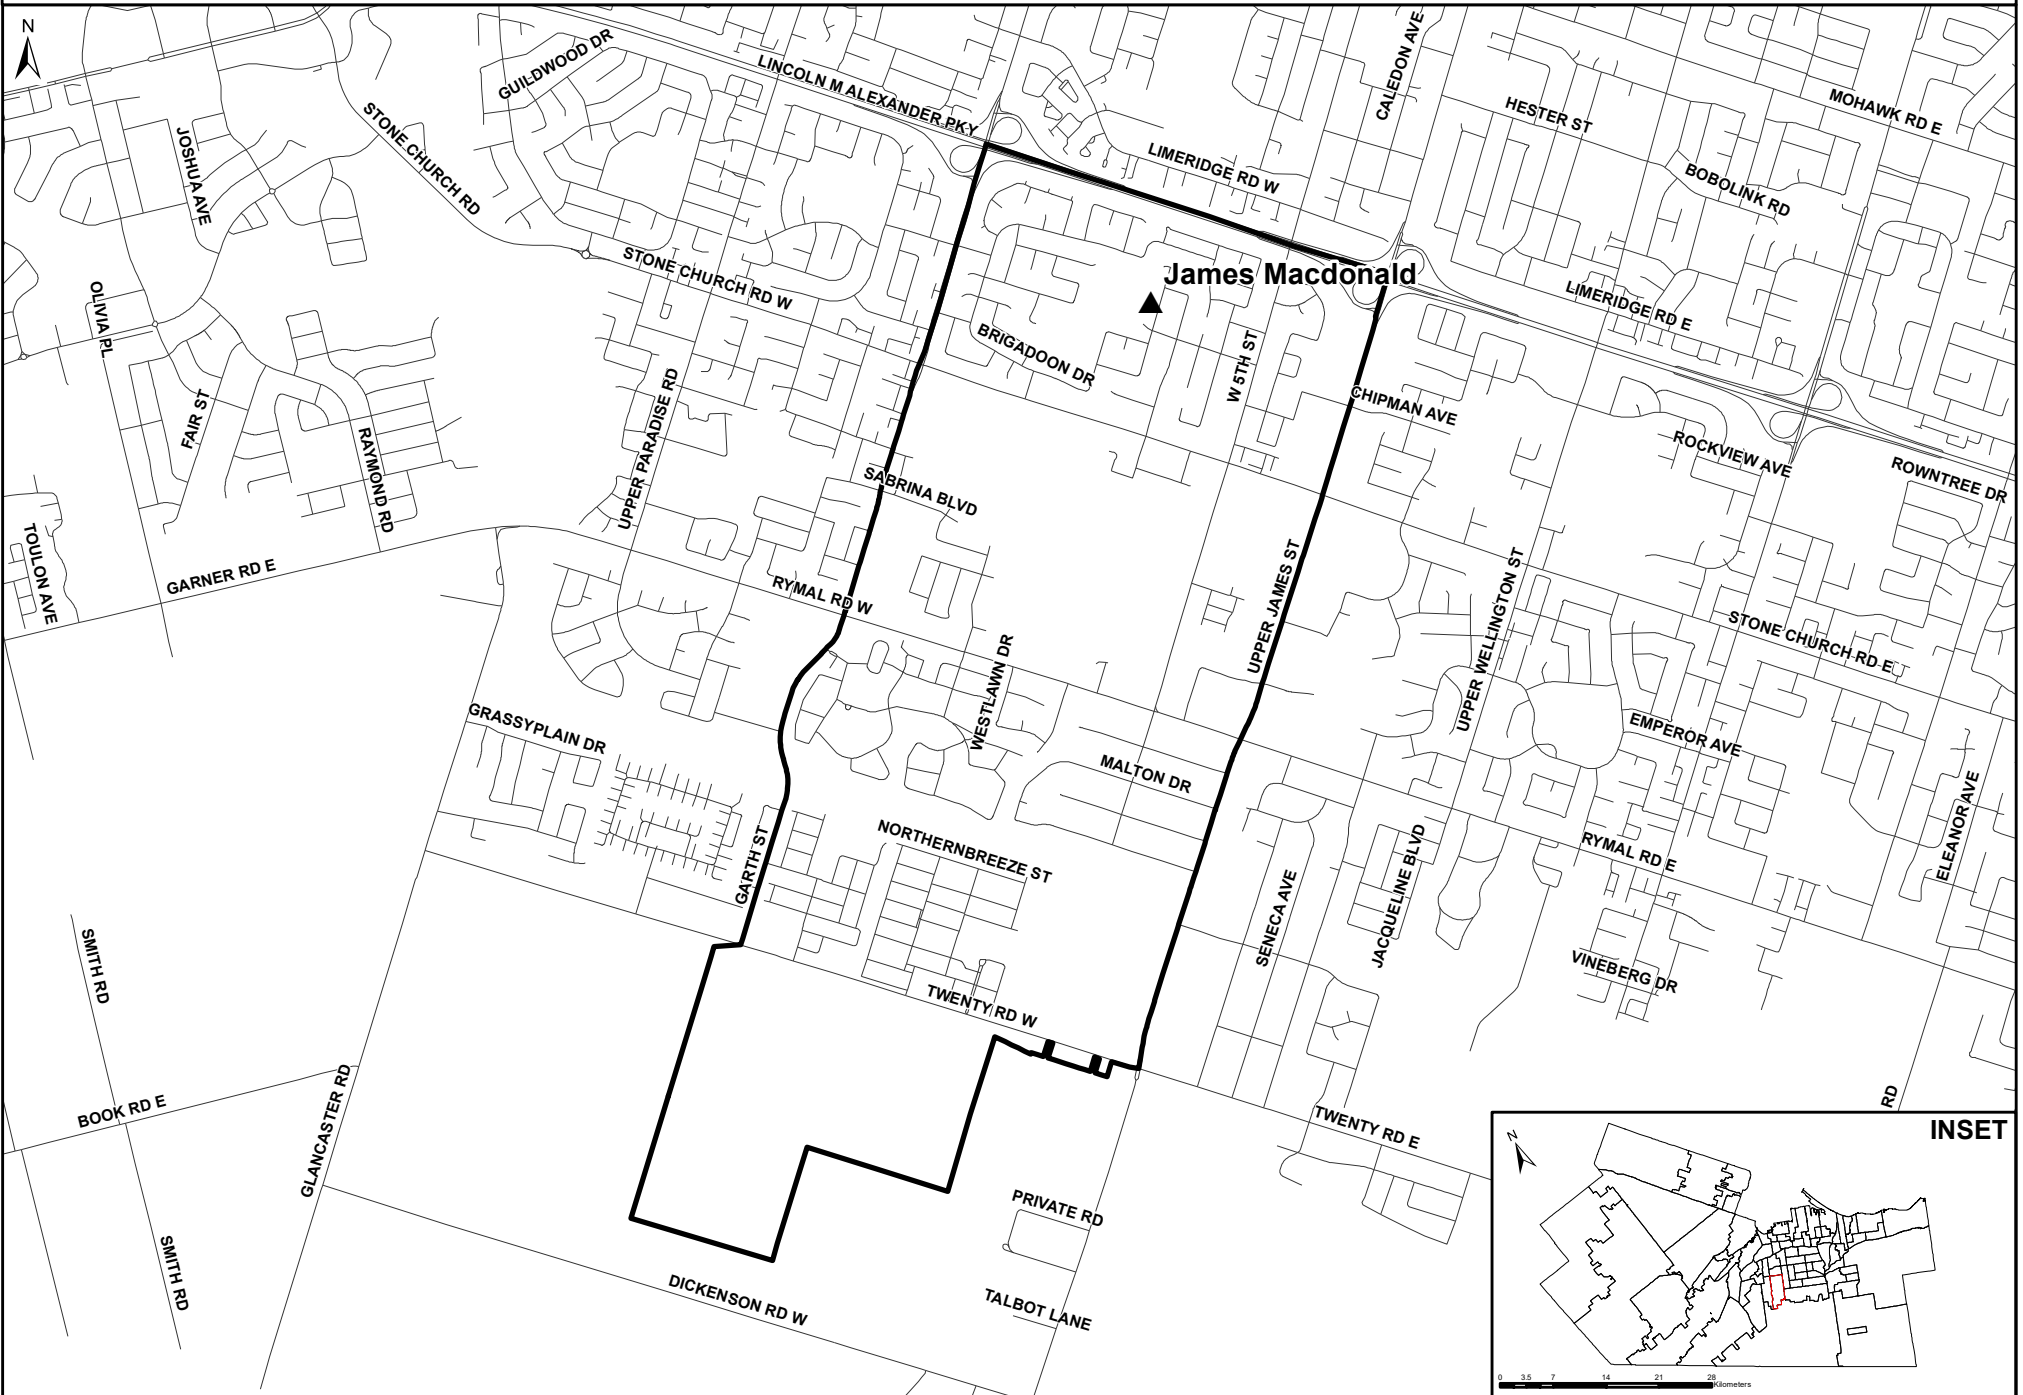 N
GUILDWOOD DR
LINCOLN M ALEXANDER PKY
CALEDON AVE
HESTER ST
MOHAWK RD E
STONE CHURCH RD
JOSHUA AVE
LIMERIDGE RD W
BOBOLINK RD
STONE CHURCH RD W
James Macdonald
OLIVIA PL
LIMERIDGE RD E
BRIGADOON DR
W 5TH ST
FAIR ST
UPPER PARADISE RD
CHIPMAN AVE
RAYMOND RD
SABRINA BLVD
ROCKVIEW AVE
ROWNTREE DR
TOULON AVE
GARNER RD E
RYMAL RD W
UPPER JAMES ST
UPPER WELLINGTON ST
STONE CHURCH RD E
WESTLAWN DR
GRASSYPLAIN DR
EMPEROR AVE
MALTON DR
ELEANOR AVE
GARTH ST
NORTHERNBREEZE ST
RYMAL RD E
SENECA AVE
JACQUELINE BLVD
SMITH RD
VINEBERG DR
TWENTY RD W
BOOK RD E
GLANCASTER RD
TWENTY RD E
RD
PRIVATE RD
SMITH RD
DICKENSON RD W
TALBOT LANE
INSET
N
0 3.5 7 14 21 28
Kilometers